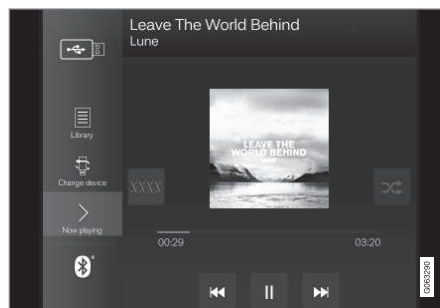 Leave The World Behind
Lune
Library
Change device
Now playing
LEAVE THE
WORLD BEHIND
XXXX
00:29
03:20
G063290